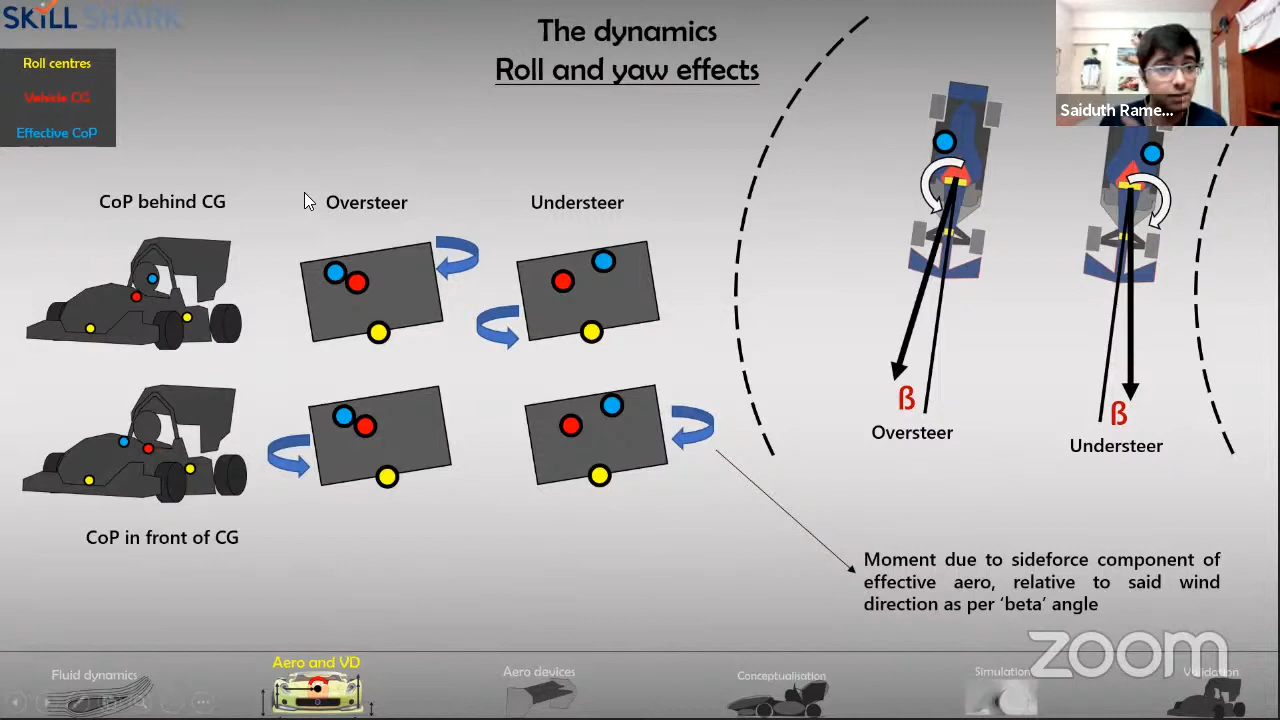 SKILL SHARK
The dynamics
Roll and yaw effects
Roll centres
Vehicle CG
Effective CoP
Saiduth Rame...
CoP behind CG
Oversteer
Understeer
CoP in front of CG
ß
Oversteer
ß
Understeer
Moment due to sideforce component of
effective aero, relative to said wind
direction as per ‘beta’ angle
zoom
Fluid dynamics
Aero and VD
Aero devices
Conceptualisation
Simulation
Validation